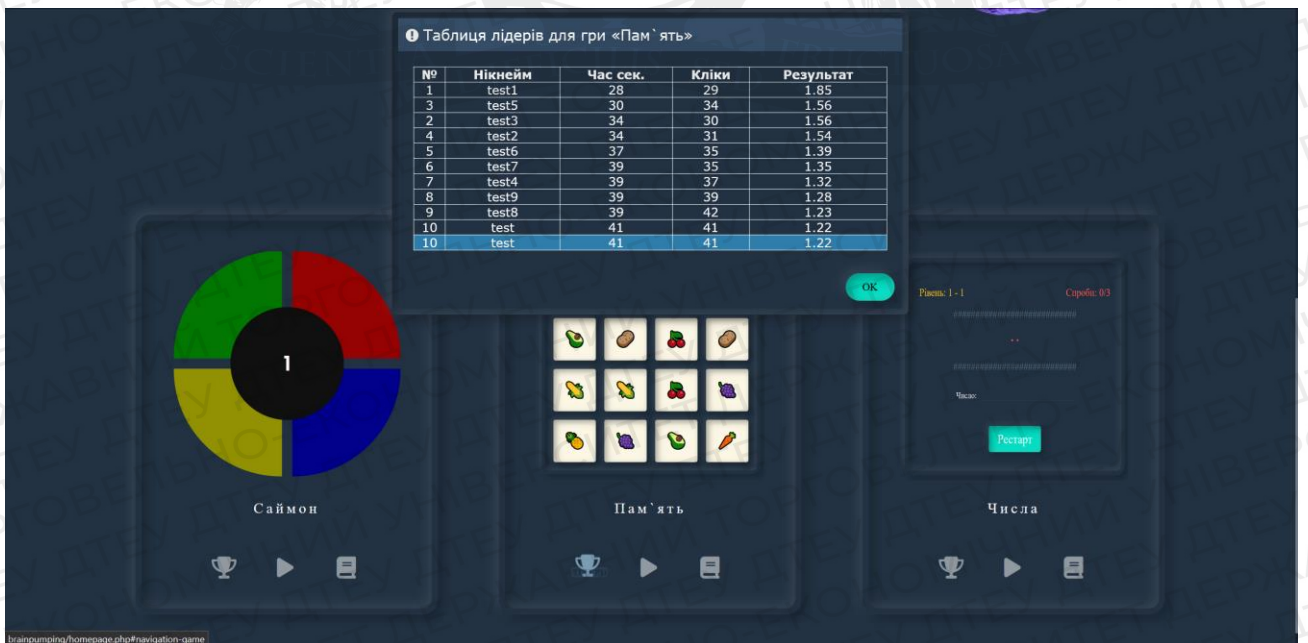 Таблиця лідерів для гри «Пам`ять»
№ Нікнейм Час сек. Кліки Результат
1 test1 28 29 1.85
3 test5 30 34 1.56
2 test3 34 30 1.56
4 test2 34 31 1.54
5 test6 37 35 1.39
6 test7 39 35 1.35
7 test4 39 37 1.32
8 test9 39 39 1.28
9 test8 39 42 1.23
10 test 41 41 1.22
10 test 41 41 1.22
OK
1
Рівень: 1 - 1 Спроби: 0/3
Число:
Рестарт
Саймон
Пам`ять
Числа
brainpumping/homepage.php#navigation-game